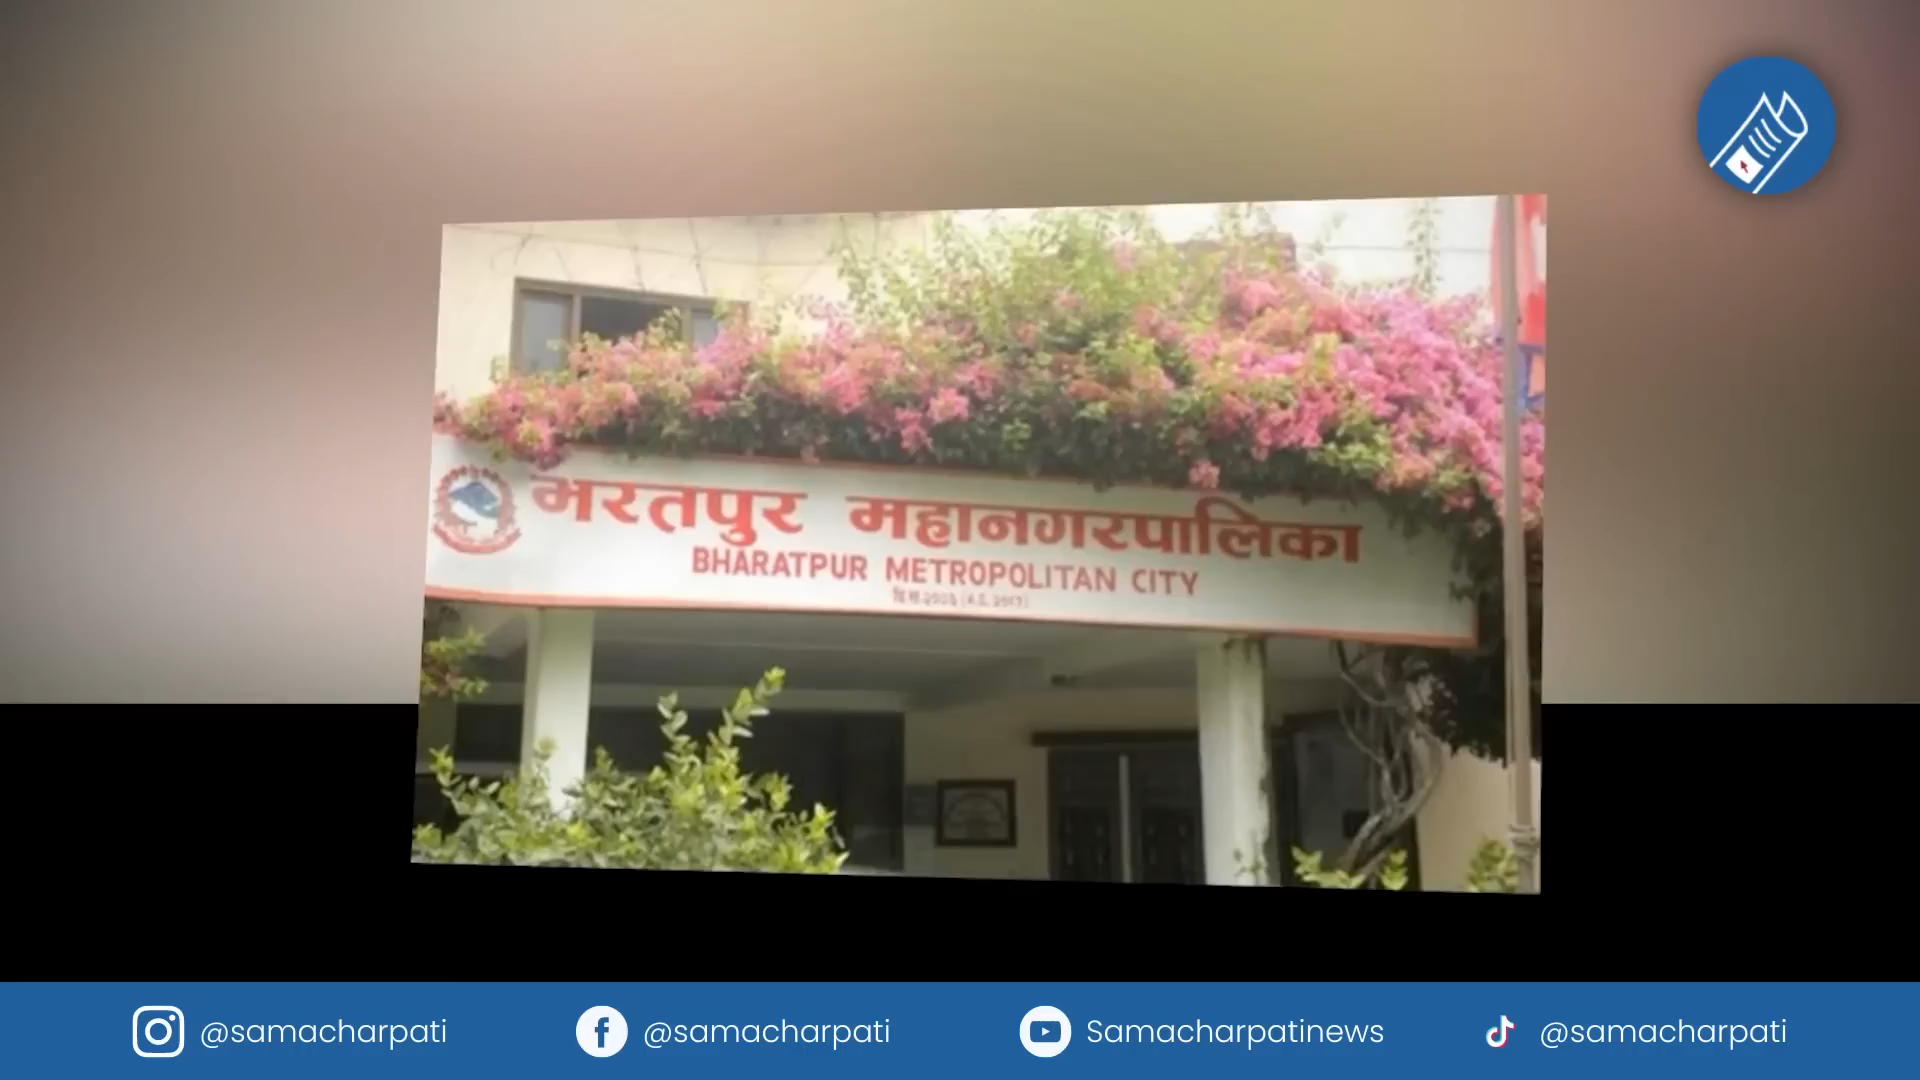 भरतपुर महानगरपालिका
BHARATPUR METROPOLITAN CITY
@samacharpati
@samacharpati
Samacharpatinews
@samacharpati